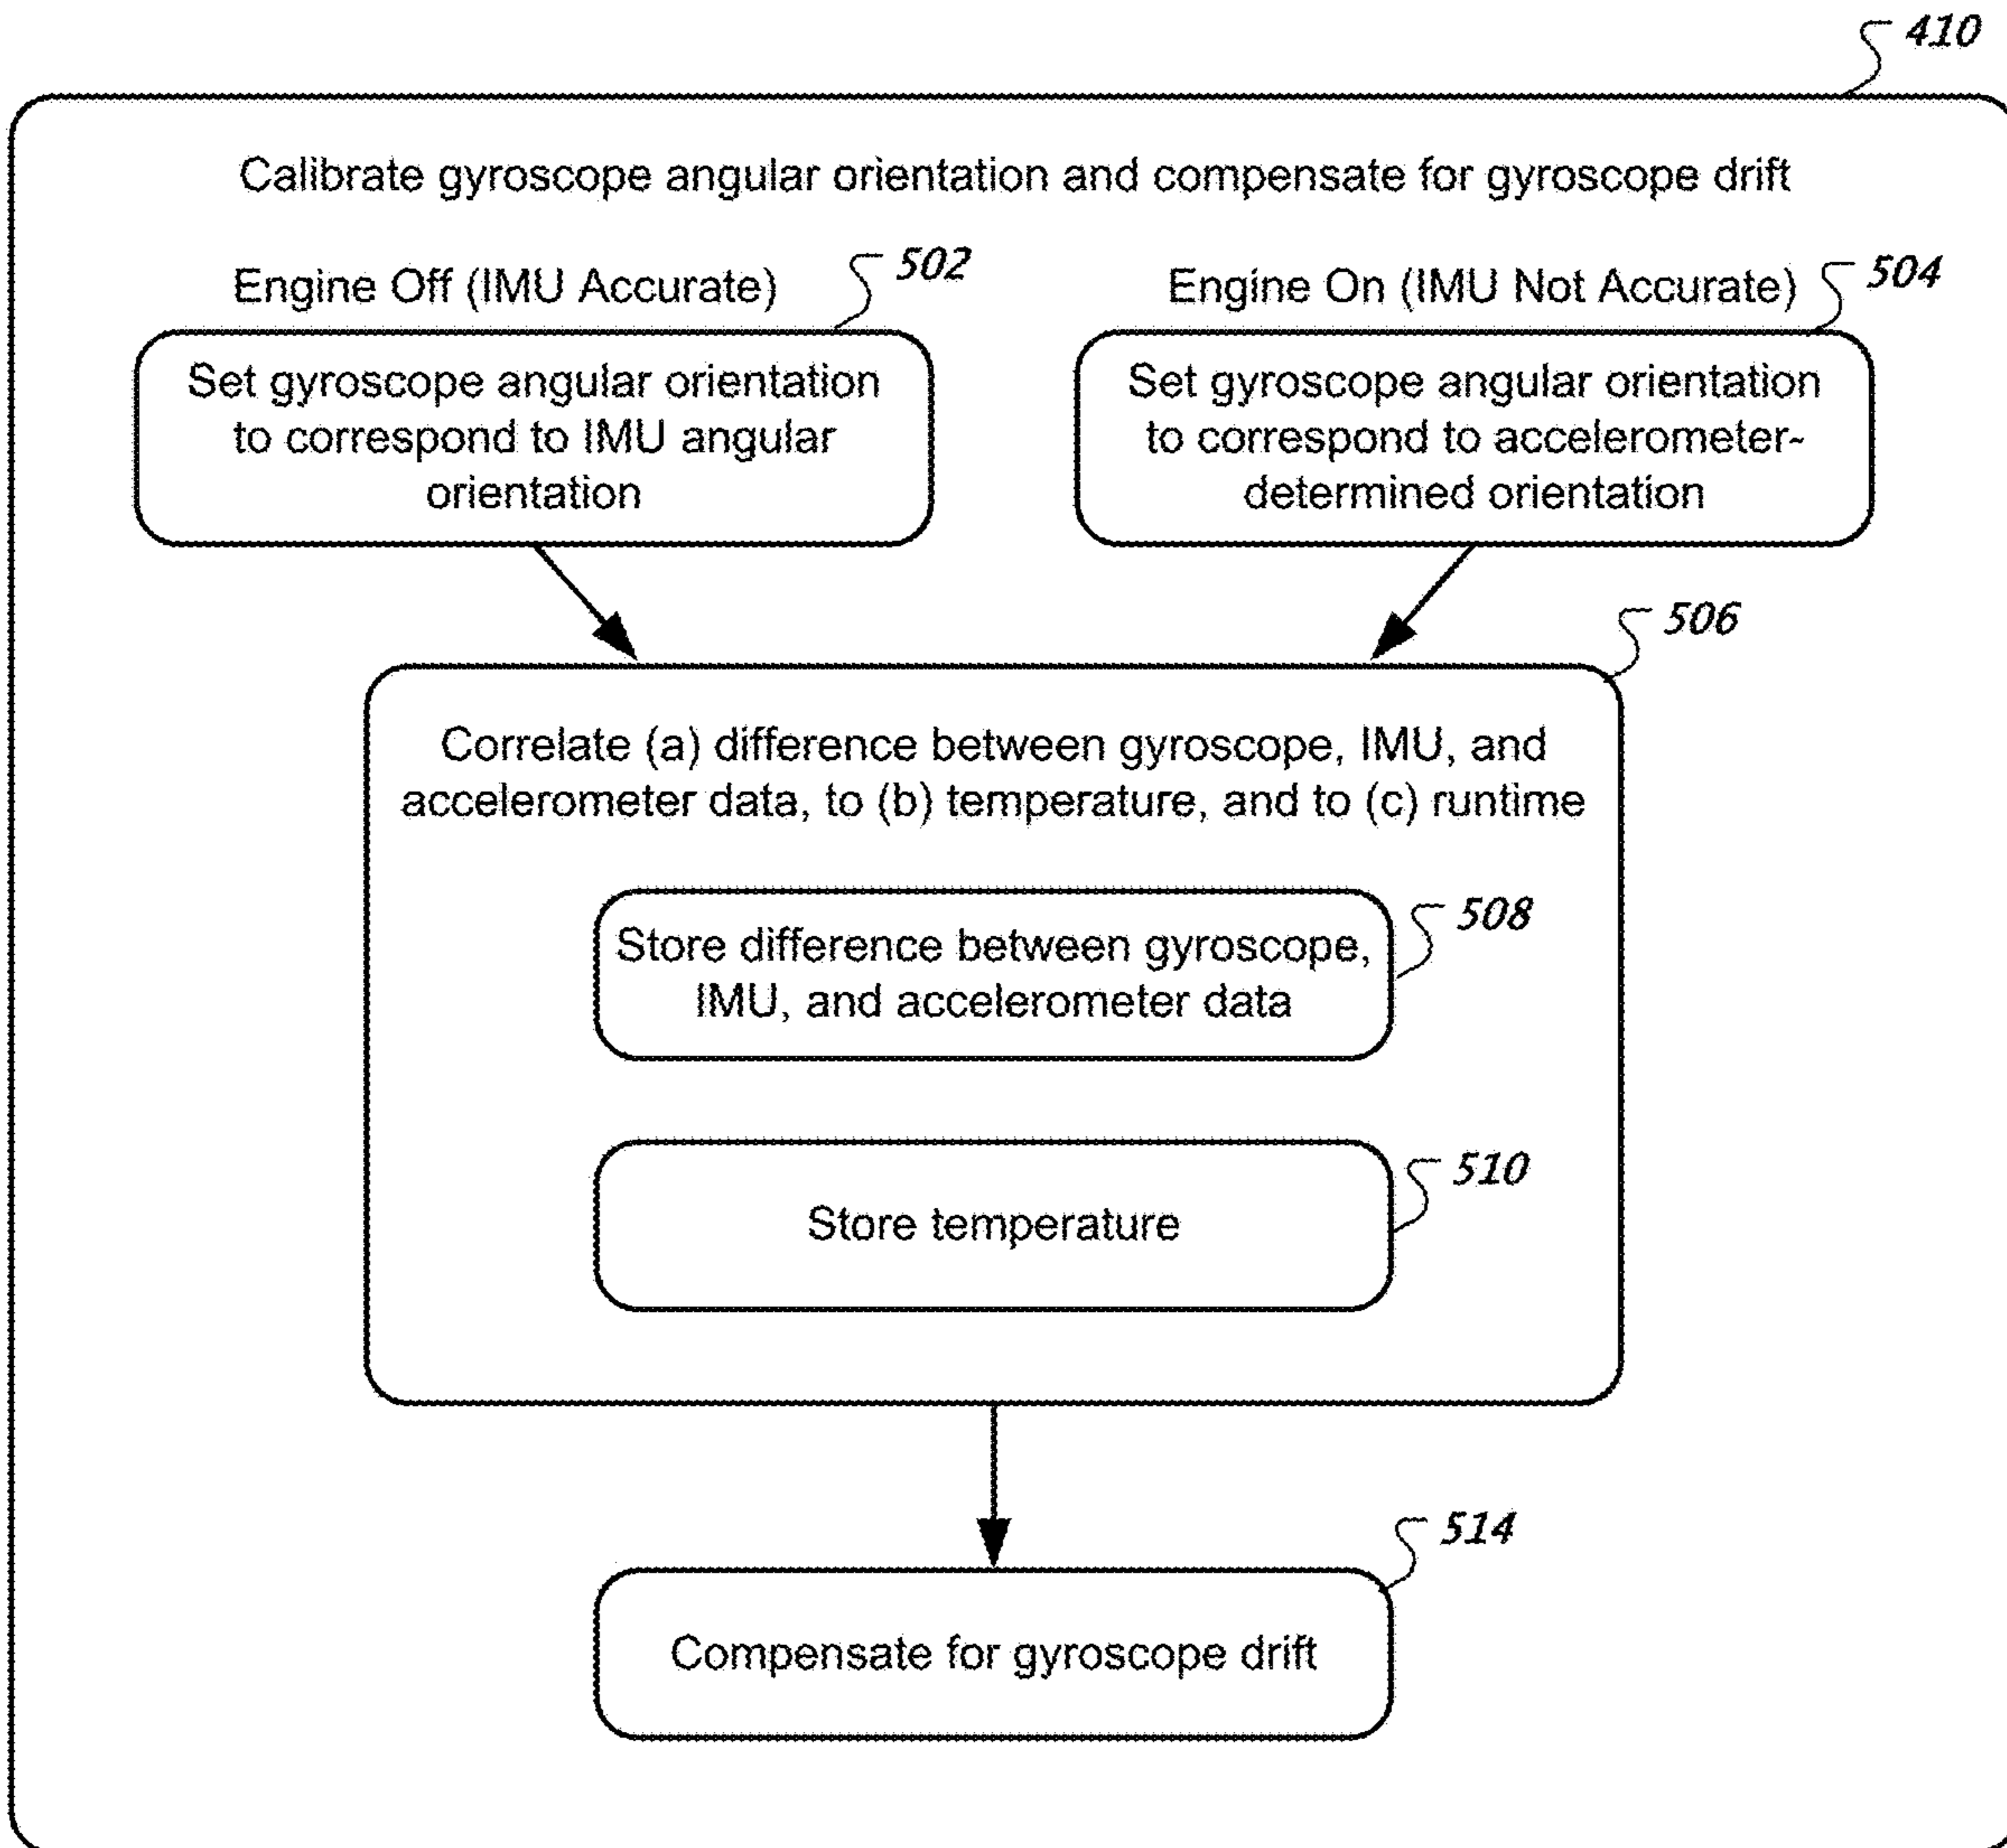 410
Calibrate gyroscope angular orientation and compensate for gyroscope drift
Engine Off (IMU Accurate)
502
Set gyroscope angular orientation
to correspond to IMU angular
orientation
Engine On (IMU Not Accurate)
504
Set gyroscope angular orientation
to correspond to accelerometer-
determined orientation
506
Correlate (a) difference between gyroscope, IMU, and
accelerometer data, to (b) temperature, and to (c) runtime
508
Store difference between gyroscope,
IMU, and accelerometer data
510
Store temperature
514
Compensate for gyroscope drift